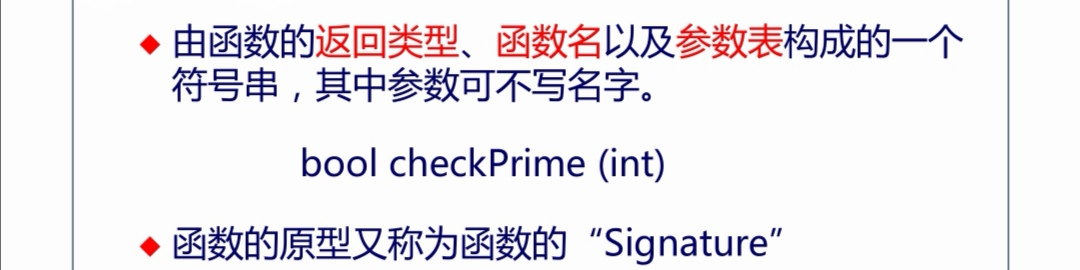 由函数的返回类型、函数名以及参数表构成的一个
符号串，其中参数可不写名字。
bool checkPrime (int)
函数的原型又称为函数的“Signature”